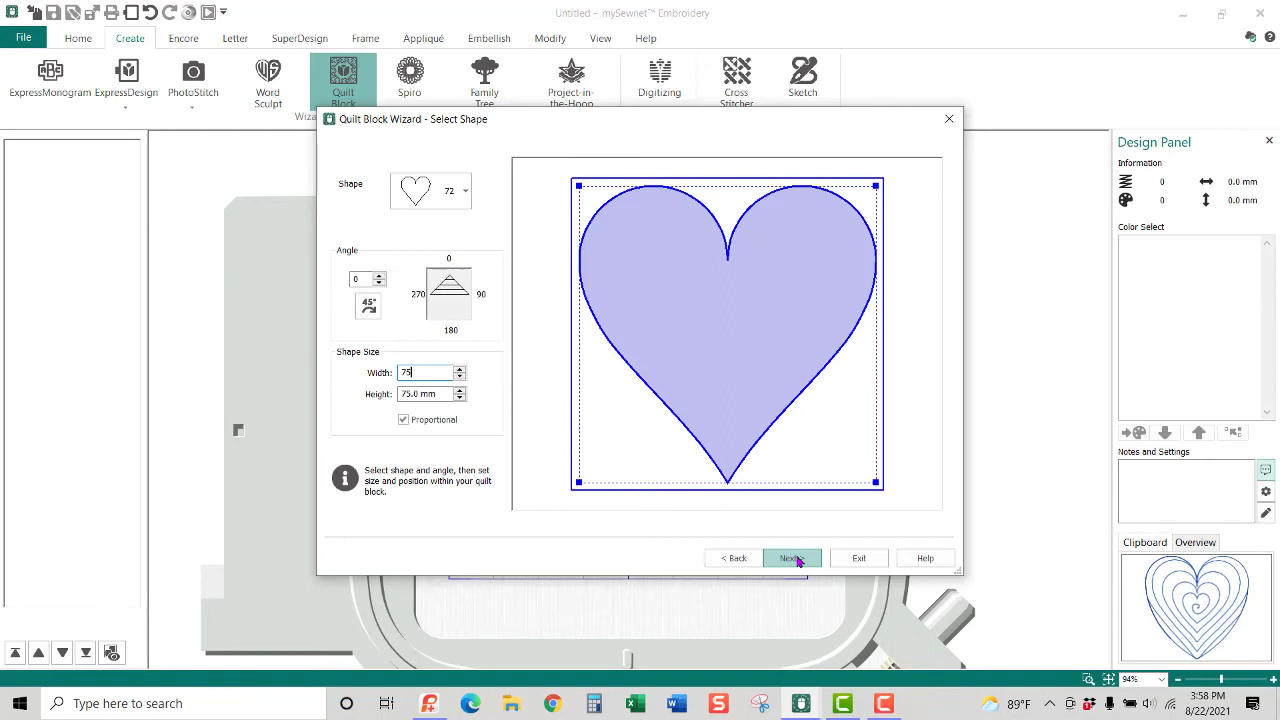 Untitled - mySewnet™ Embroidery
File Home Create Encore Letter SuperDesign Frame Appliqué Embellish Modify View Help
ExpressMonogram ExpressDesign PhotoStitch Word Sculpt Quilt Block Spiro Family Tree Project-in-the-Hoop Digitizing Cross Stitcher Sketch
Quilt Block Wizard - Select Shape
Shape 72
Angle
0
45°
0
270 90
180
Shape Size
Width: 75
Height: 75.0 mm
Proportional
Select shape and angle, then set
size and position within your quilt
block.
< Back Next > Exit Help
Design Panel
Information
0 0.0 mm
0 0.0 mm
Color Select
Notes and Settings
Clipboard Overview
94%
Type here to search
89°F
3:58 PM
8/22/2021